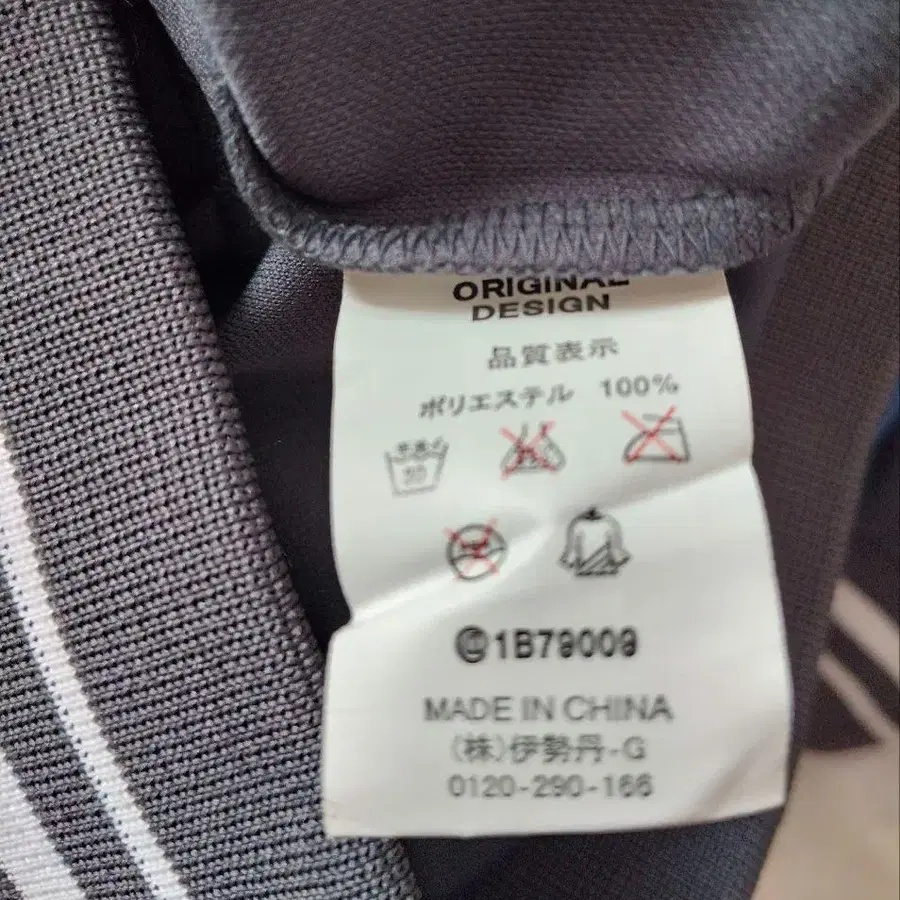 ORIGINAL
DESIGN
品質表示
ポリエステル 100%
1B79009
MADE IN CHINA
(株)伊勢丹-G
0120-290-166